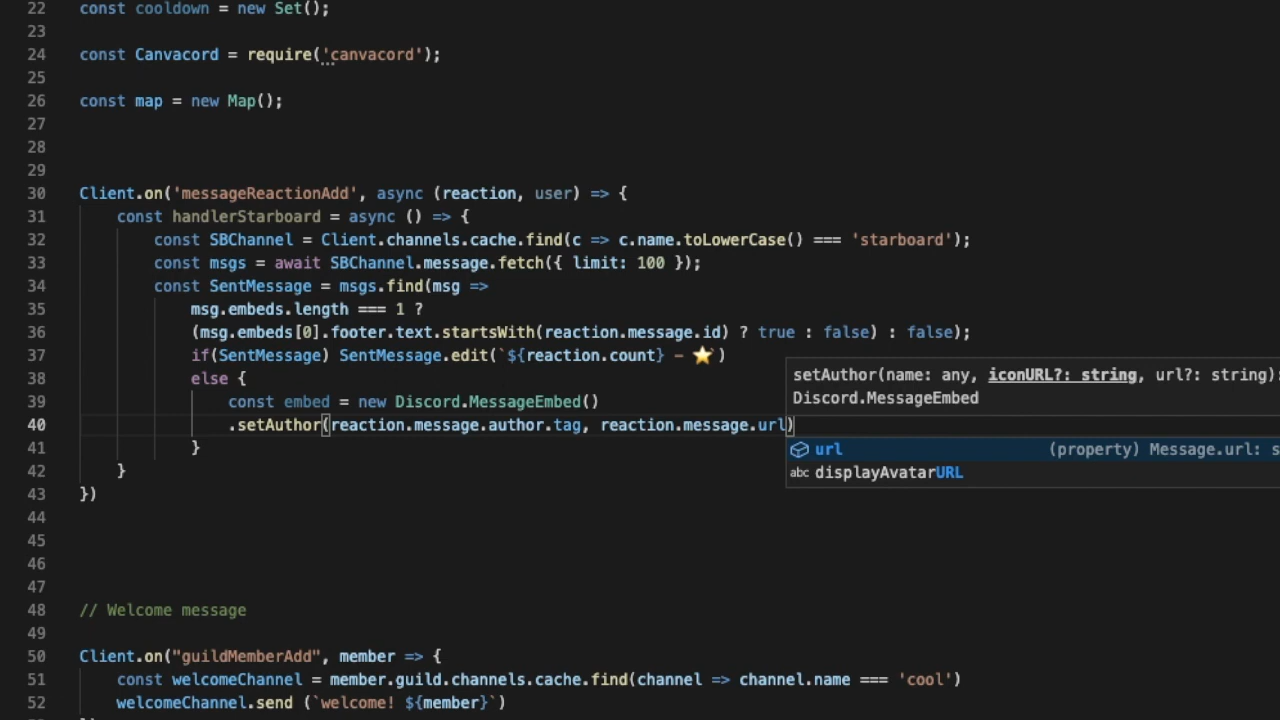 22 const cooldown = new Set();
23
24 const Canvacord = require('canvacord');
25
26 const map = new Map();
27
28
29
30 Client.on('messageReactionAdd', async (reaction, user) => {
31 const handlerStarboard = async () => {
32 const SBChannel = Client.channels.cache.find(c => c.name.toLowerCase() === 'starboard');
33 const msgs = await SBChannel.message.fetch({ limit: 100 });
34 const SentMessage = msgs.find(msg =>
35 msg.embeds.length === 1 ?
36 (msg.embeds[0].footer.text.startsWith(reaction.message.id) ? true : false) : false);
37 if(SentMessage) SentMessage.edit(`${reaction.count} - ⭐`)
setAuthor(name: any, iconURL?: string, url?: string):
38 else {
Discord.MessageEmbed
39 const embed = new Discord.MessageEmbed()
40 .setAuthor(reaction.message.author.tag, reaction.message.url)
41 }
url (property) Message.url: s
42 }
abc displayAvatarURL
43 })
44
45
46
47
48 // Welcome message
49
50 Client.on("guildMemberAdd", member => {
51 const welcomeChannel = member.guild.channels.cache.find(channel => channel.name === 'cool')
52 welcomeChannel.send (`welcome! ${member}`)